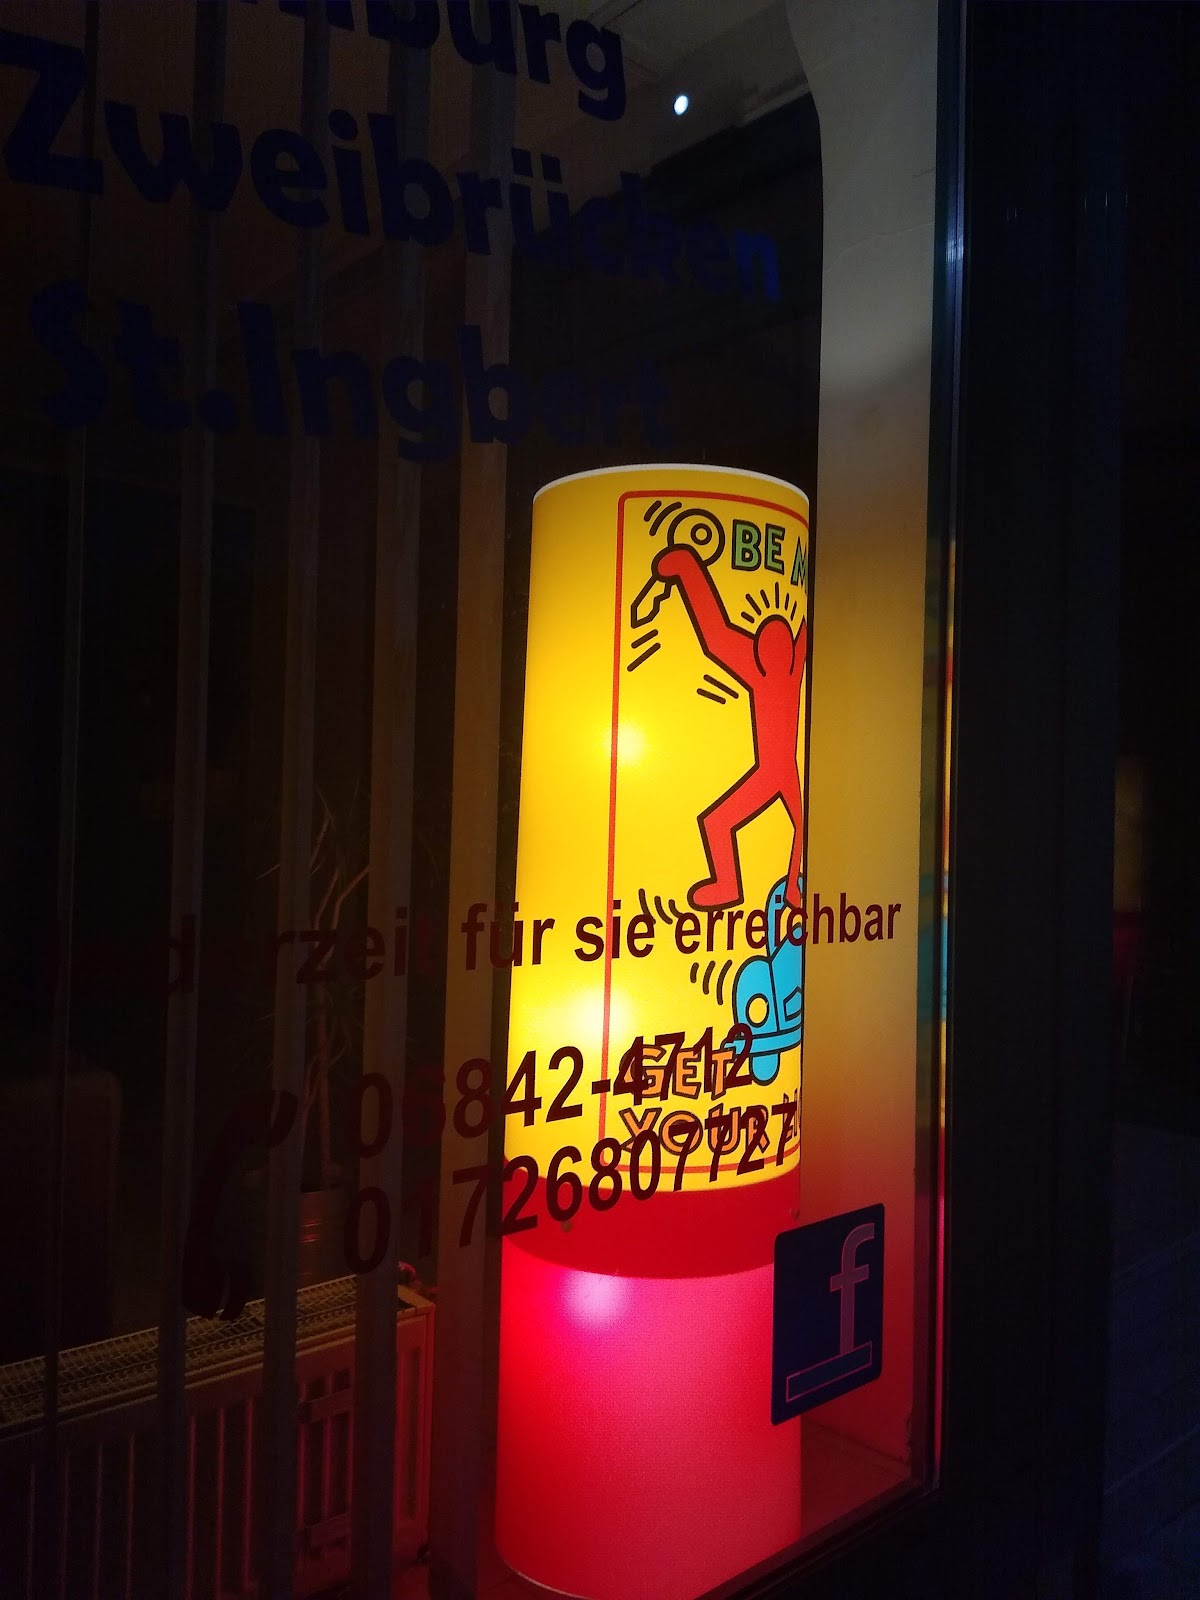 Zweibrücken
St.Ingbert
BE
für sie erreichbar
06842-4712
01726807727
GET
YOUR
f